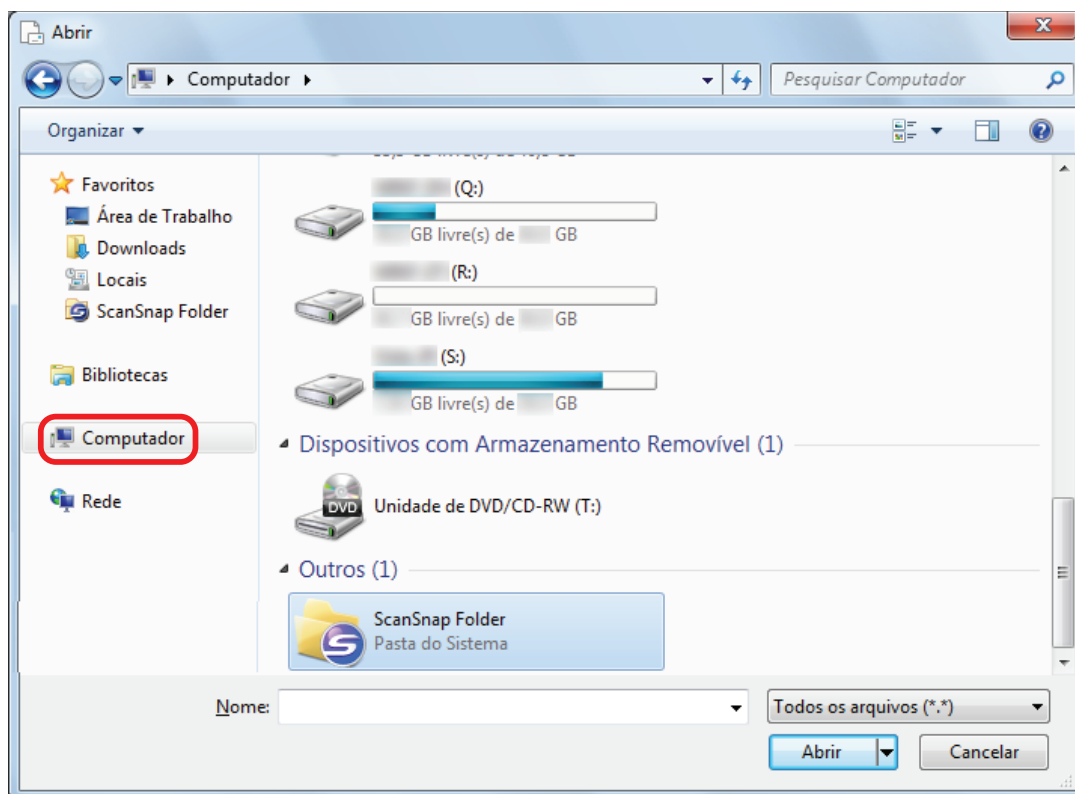 Abrir
Computador
Pesquisar Computador
Organizar
Favoritos
Área de Trabalho
Downloads
Locais
ScanSnap Folder
Bibliotecas
Computador
Rede
(Q:)
GB livre(s) de GB
(R:)
GB livre(s) de GB
(S:)
GB livre(s) de GB
Dispositivos com Armazenamento Removível (1)
DVD
Unidade de DVD/CD-RW (T:)
Outros (1)
ScanSnap Folder
Pasta do Sistema
Nome:
Todos os arquivos (*.*)
Abrir
Cancelar